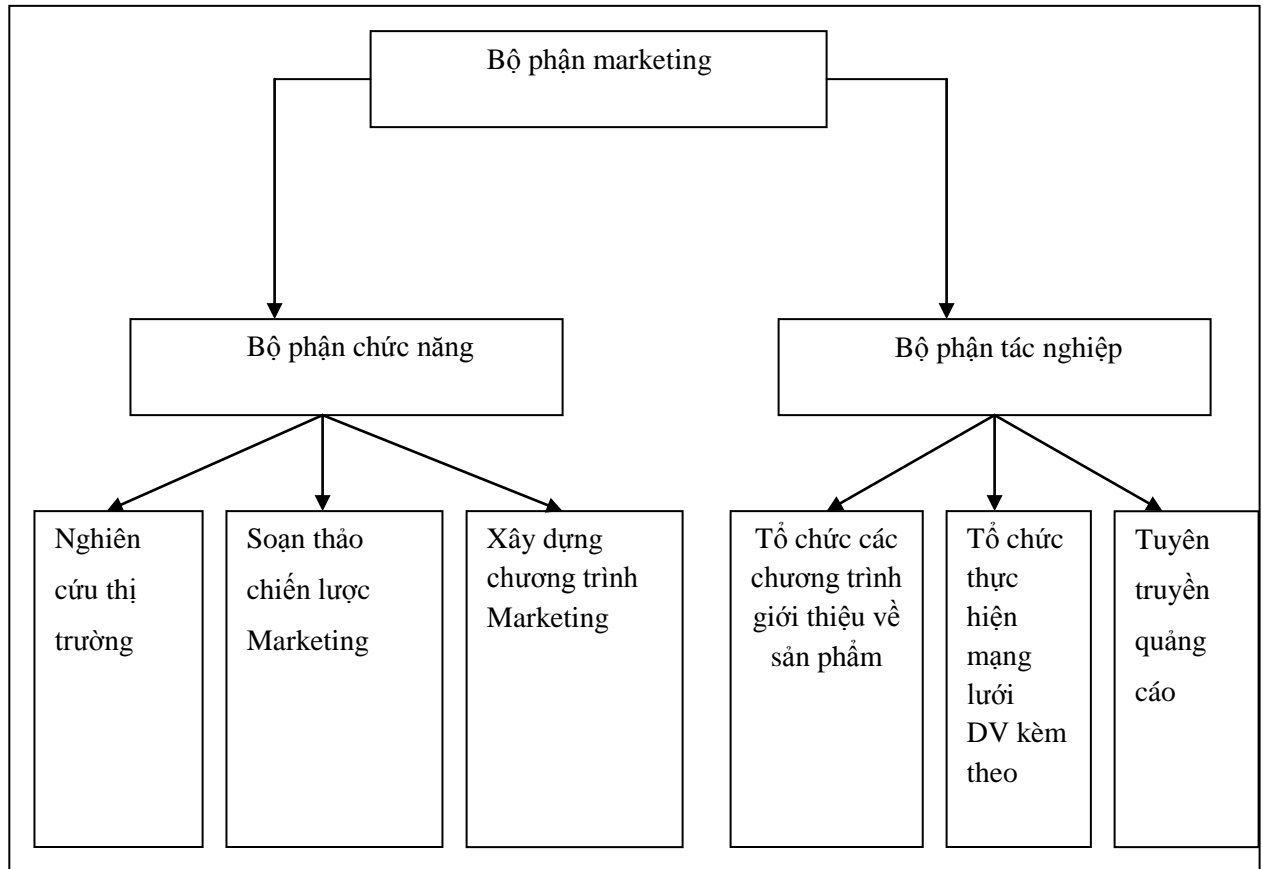 Bộ phận marketing
Bộ phận chức năng
Bộ phận tác nghiệp
Nghiên
cứu thị
trường
Soạn thảo
chiến lược
Marketing
Xây dựng
chương trình
Marketing
Tổ chức các
chương trình
giới thiệu về
sản phẩm
Tổ chức
thực
hiện
mạng
lưới
DV kèm
theo
Tuyên
truyền
quảng
cáo